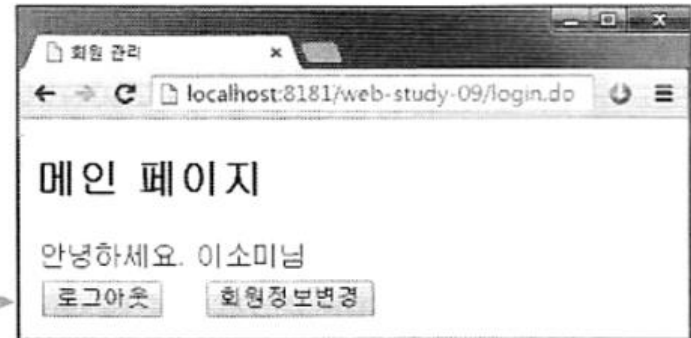 회원 관리
localhost:8181/web-study-09/login.do
메인 페이지
안녕하세요. 이소미님
로그아웃 회원정보변경